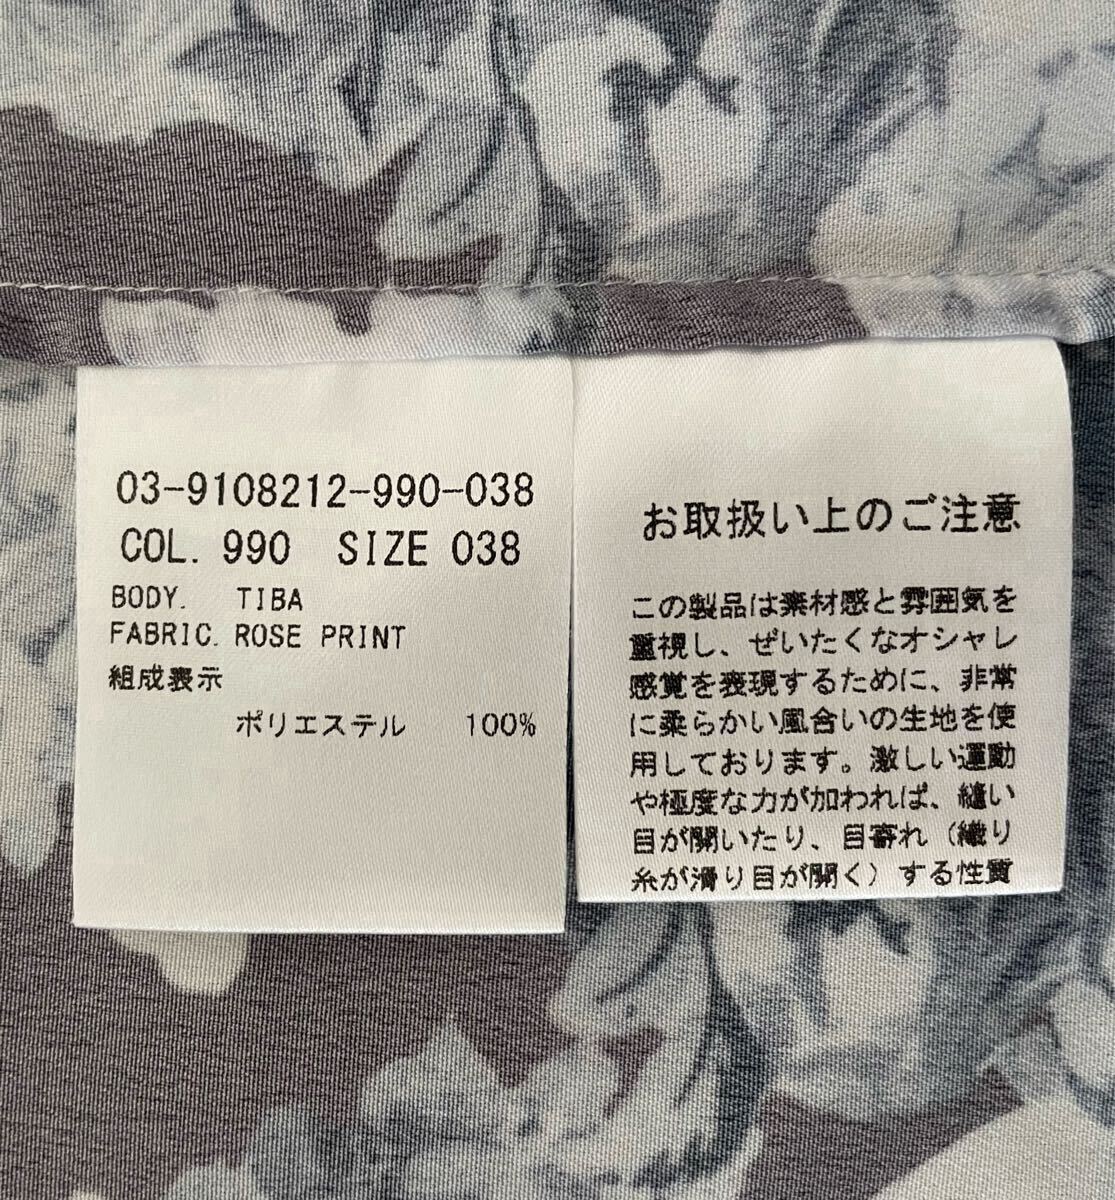 03-9108212-990-038
COL. 990 SIZE 038
BODY. TIBA
FABRIC. ROSE PRINT
組成表示
ポリエステル 100%
お取扱い上のご注意
この製品は素材感と雰囲気を
重視し、ぜいたくなオシャレ
感覚を表現するために、非常
に柔らかい風合いの生地を使
用しております。激しい運動
や極度な力が加われば、縫い
目が開いたり、目寄れ（織り
糸が滑り目が開く）する性質